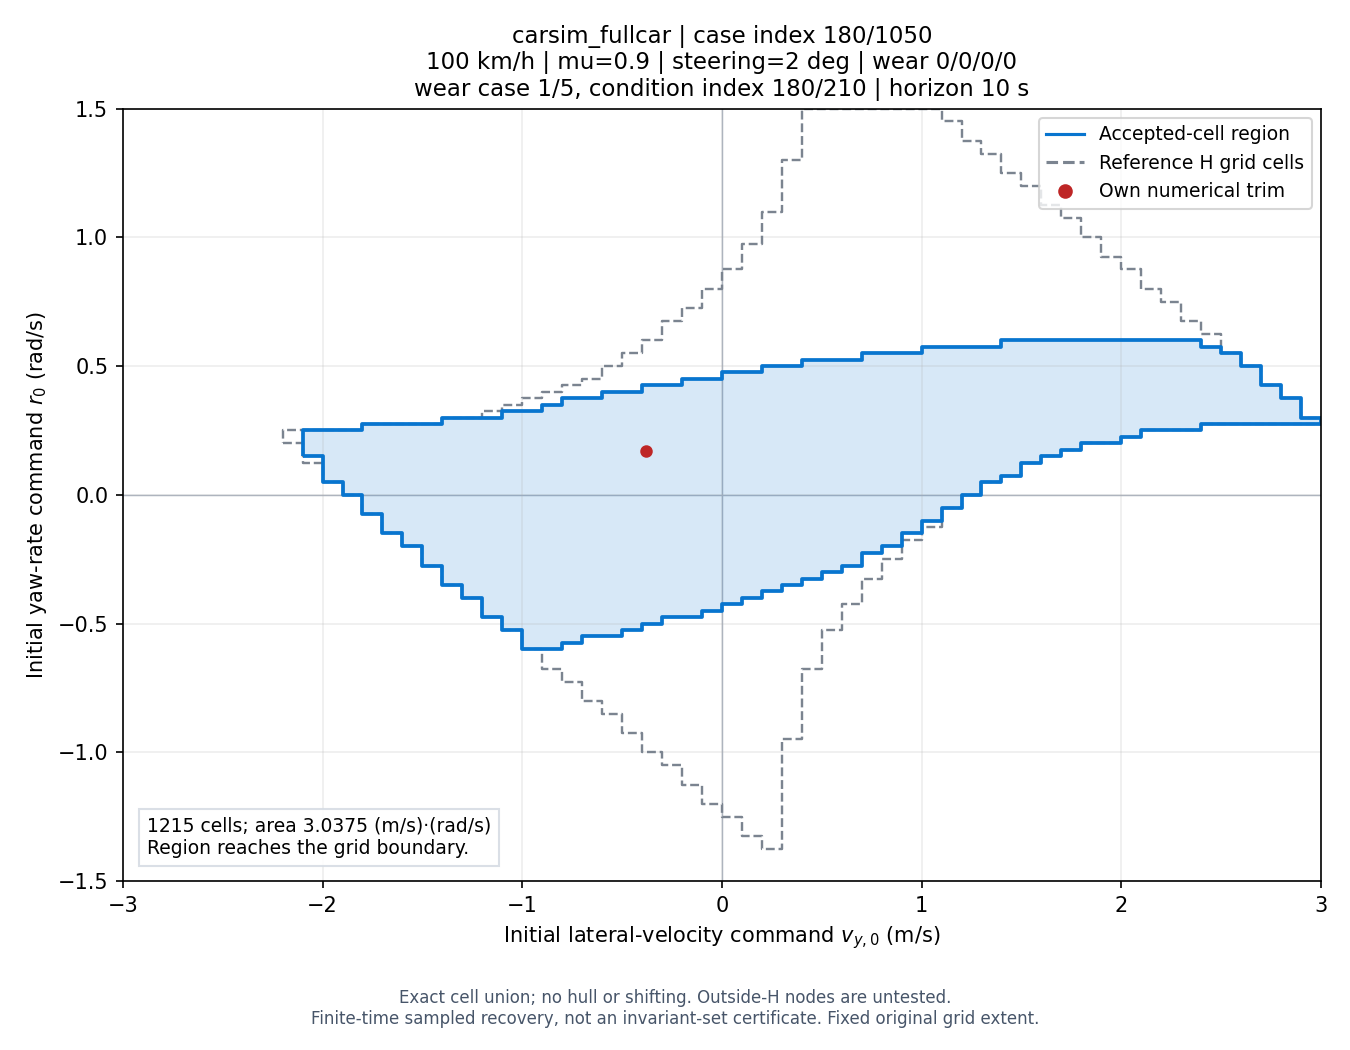 carsim_fullcar | case index 180/1050
100 km/h | mu=0.9 | steering=2 deg | wear 0/0/0/0
wear case 1/5, condition index 180/210 | horizon 10 s
Accepted-cell region
Reference H grid cells
Own numerical trim
1.5
1.0
0.5
0.0
−0.5
−1.0
−1.5
Initial yaw-rate command r0 (rad/s)
1215 cells; area 3.0375 (m/s)·(rad/s)
Region reaches the grid boundary.
−3
−2
−1
0
1
2
3
Initial lateral-velocity command vy,0 (m/s)
Exact cell union; no hull or shifting. Outside-H nodes are untested.
Finite-time sampled recovery, not an invariant-set certificate. Fixed original grid extent.